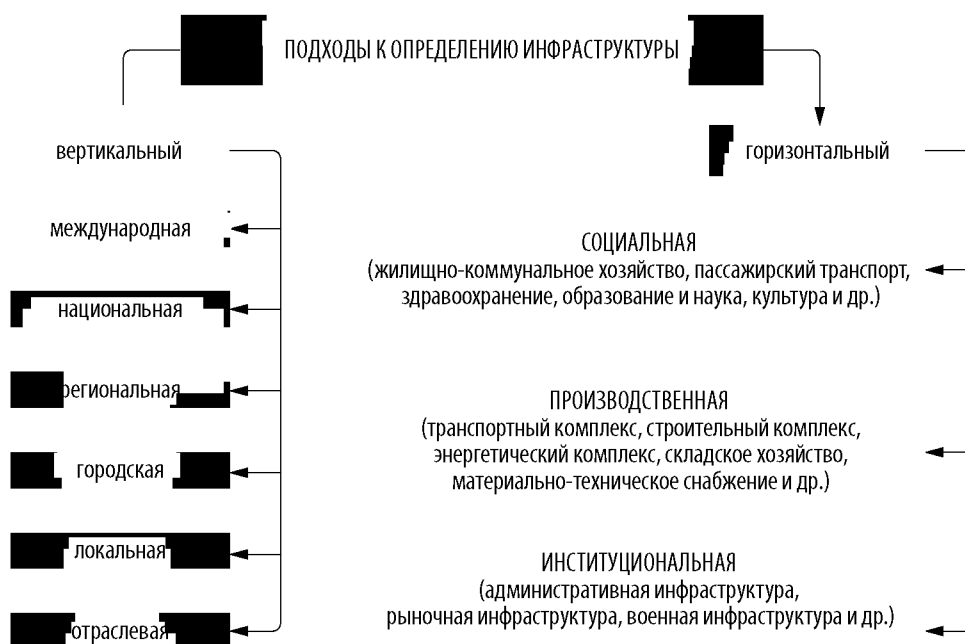 ПОДХОДЫ К ОПРЕДЕЛЕНИЮ ИНФРАСТРУКТУРЫ
вертикальный
горизонтальный
международная
национальная
региональная
городская
локальная
отраслевая
СОЦИАЛЬНАЯ
(жилищно-коммунальное хозяйство, пассажирский транспорт,
здравоохранение, образование и наука, культура и др.)
ПРОИЗВОДСТВЕННАЯ
(транспортный комплекс, строительный комплекс,
энергетический комплекс, складское хозяйство,
материально-техническое снабжение и др.)
ИНСТИТУЦИОНАЛЬНАЯ
(административная инфраструктура,
рыночная инфраструктура, военная инфраструктура и др.)